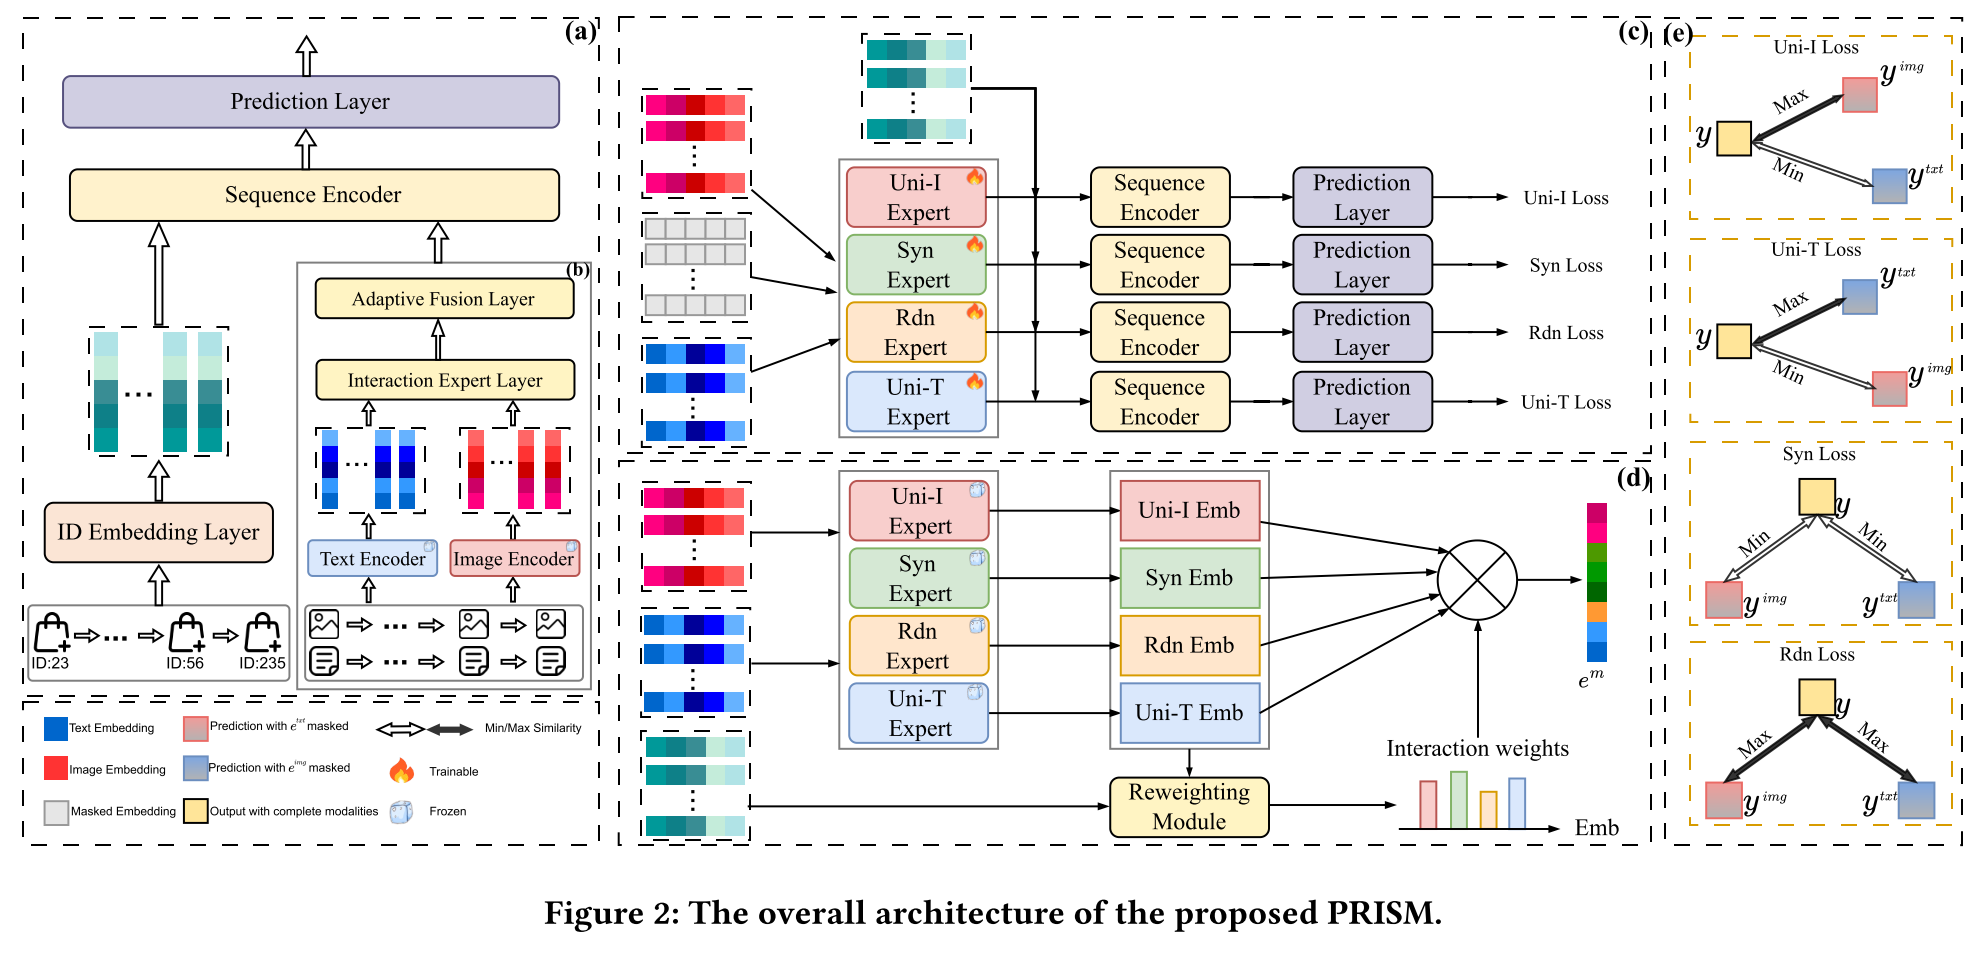 (a)
Prediction Layer
Sequence Encoder
(b)
Adaptive Fusion Layer
Interaction Expert Layer
Text Encoder
Image Encoder
ID Embedding Layer
ID:23
ID:56
ID:235
Text Embedding
Prediction with e^txt masked
Min/Max Similarity
Image Embedding
Prediction with e^img masked
Trainable
Masked Embedding
Output with complete modalities
Frozen
(c)
Uni-I
Expert
Sequence
Encoder
Prediction
Layer
Uni-I Loss
Syn
Expert
Sequence
Encoder
Prediction
Layer
Syn Loss
Rdn
Expert
Sequence
Encoder
Prediction
Layer
Rdn Loss
Uni-T
Expert
Sequence
Encoder
Prediction
Layer
Uni-T Loss
(d)
Uni-I
Expert
Uni-I Emb
Syn
Expert
Syn Emb
Rdn
Expert
Rdn Emb
Uni-T
Expert
Uni-T Emb
e^m
Interaction weights
Reweighting
Module
Emb
(e)
Uni-I Loss
y^img
Max
y
Min
y^txt
Uni-T Loss
y^txt
Max
y
Min
y^img
Syn Loss
y
Min
Min
y^img
y^txt
Rdn Loss
y
Max
Max
y^img
y^txt
Figure 2: The overall architecture of the proposed PRISM.